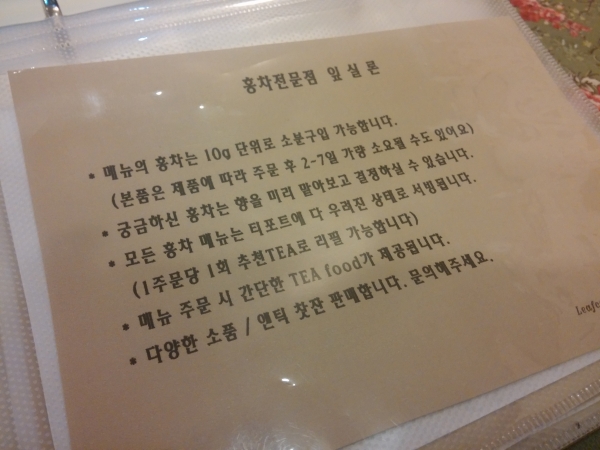 홍차전문점 잎 실 론
* 메뉴의 홍차는 10g 단위로 소분구입 가능합니다.
(본품은 제품에 따라 주문 후 2-7일 가량 소요될 수도 있어요)
* 궁금하신 홍차는 향을 미리 맡아보고 결정하실 수 있습니다.
* 모든 홍차 메뉴는 티포트에 다 우려진 상태로 서빙됩니다.
(1주문당 1회 추천TEA로 리필 가능합니다)
* 메뉴 주문 시 간단한 TEA food가 제공됩니다.
* 다양한 소품 / 앤틱 찻잔 판매합니다. 문의해주세요.